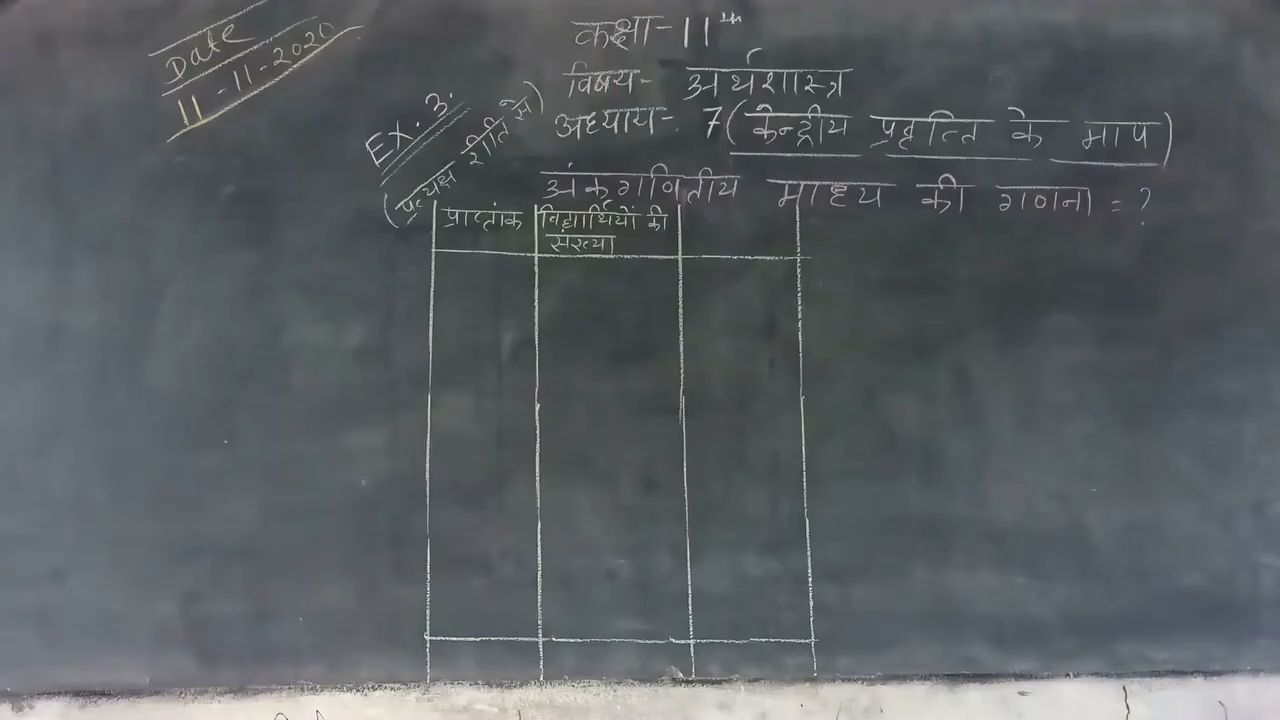 Date
11-11-2020
कक्षा-11th
विषय- अर्थशास्त्र
अध्याय- 7 (केन्द्रीय प्रवृत्ति के माप)
Ex. 3.
(प्रत्यक्ष रीति से)
अंकगणितीय माध्य की गणना = ?
प्राप्तांक
विद्यार्थियों की
संख्या